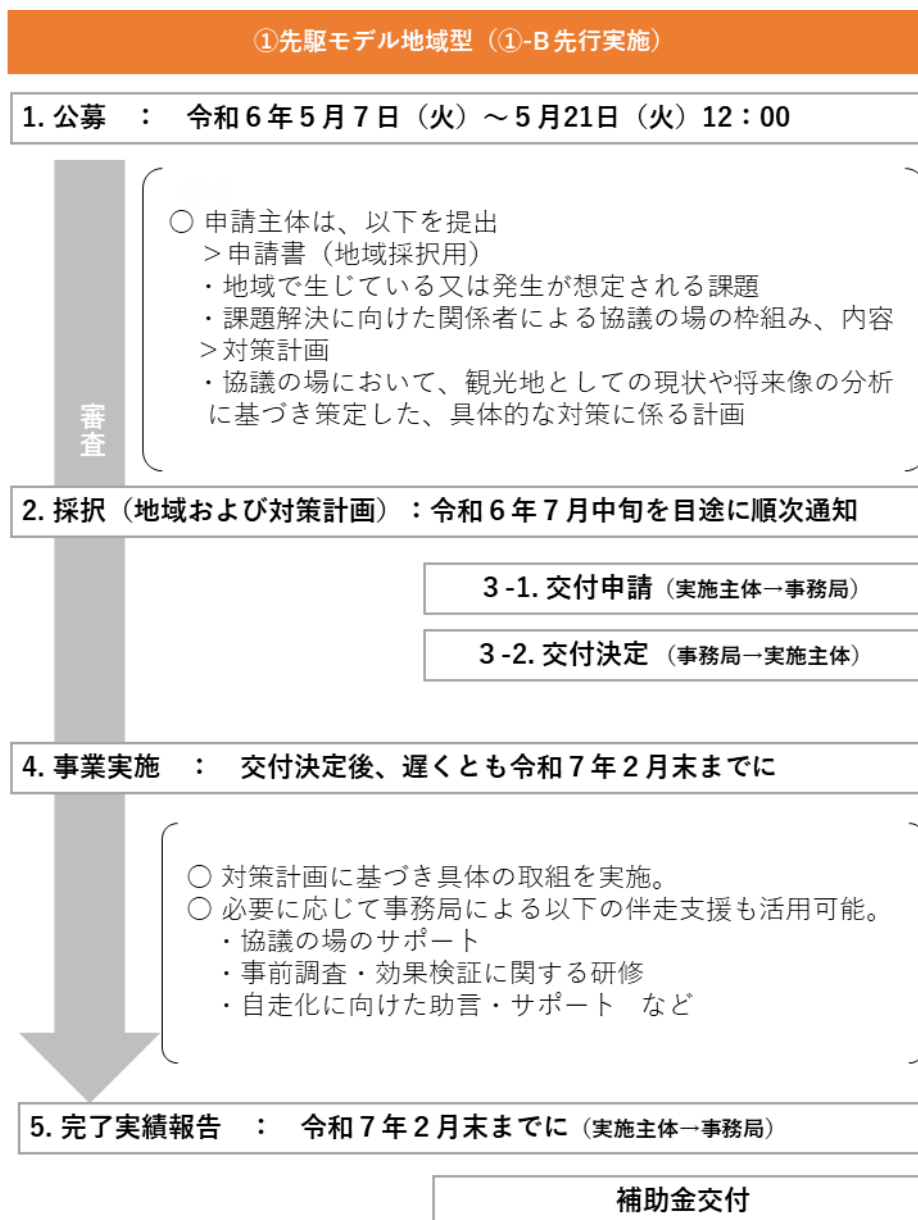 ①先駆モデル地域型（①-B先行実施）
1. 公募　：　令和６年５月７日（火）～５月21日（火）12：00
○ 申請主体は、以下を提出
＞申請書（地域採択用）
・地域で生じている又は発生が想定される課題
・課題解決に向けた関係者による協議の場の枠組み、内容
＞対策計画
・協議の場において、観光地としての現状や将来像の分析
に基づき策定した、具体的な対策に係る計画
審査
2. 採択（地域および対策計画）：令和６年７月中旬を目途に順次通知
３-1. 交付申請（実施主体→事務局）
３-2. 交付決定（事務局→実施主体）
4. 事業実施　：　交付決定後、遅くとも令和７年２月末までに
○ 対策計画に基づき具体の取組を実施。
○ 必要に応じて事務局による以下の伴走支援も活用可能。
・協議の場のサポート
・事前調査・効果検証に関する研修
・自走化に向けた助言・サポート　など
5. 完了実績報告　：　令和７年２月末までに（実施主体→事務局）
補助金交付